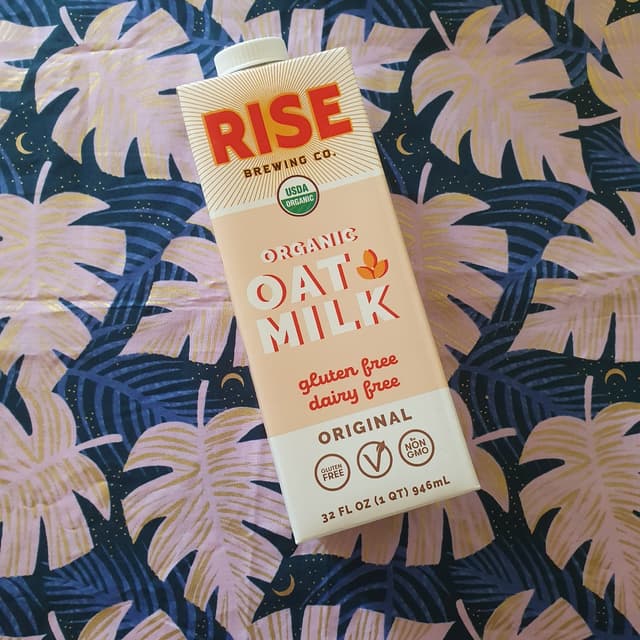 RISE
BREWING CO.
USDA
ORGANIC
ORGANIC
OAT
MILK
gluten free
dairy free
ORIGINAL
GLUTEN
FREE
V
NON
GMO
32 FL OZ (1 QT) 946mL